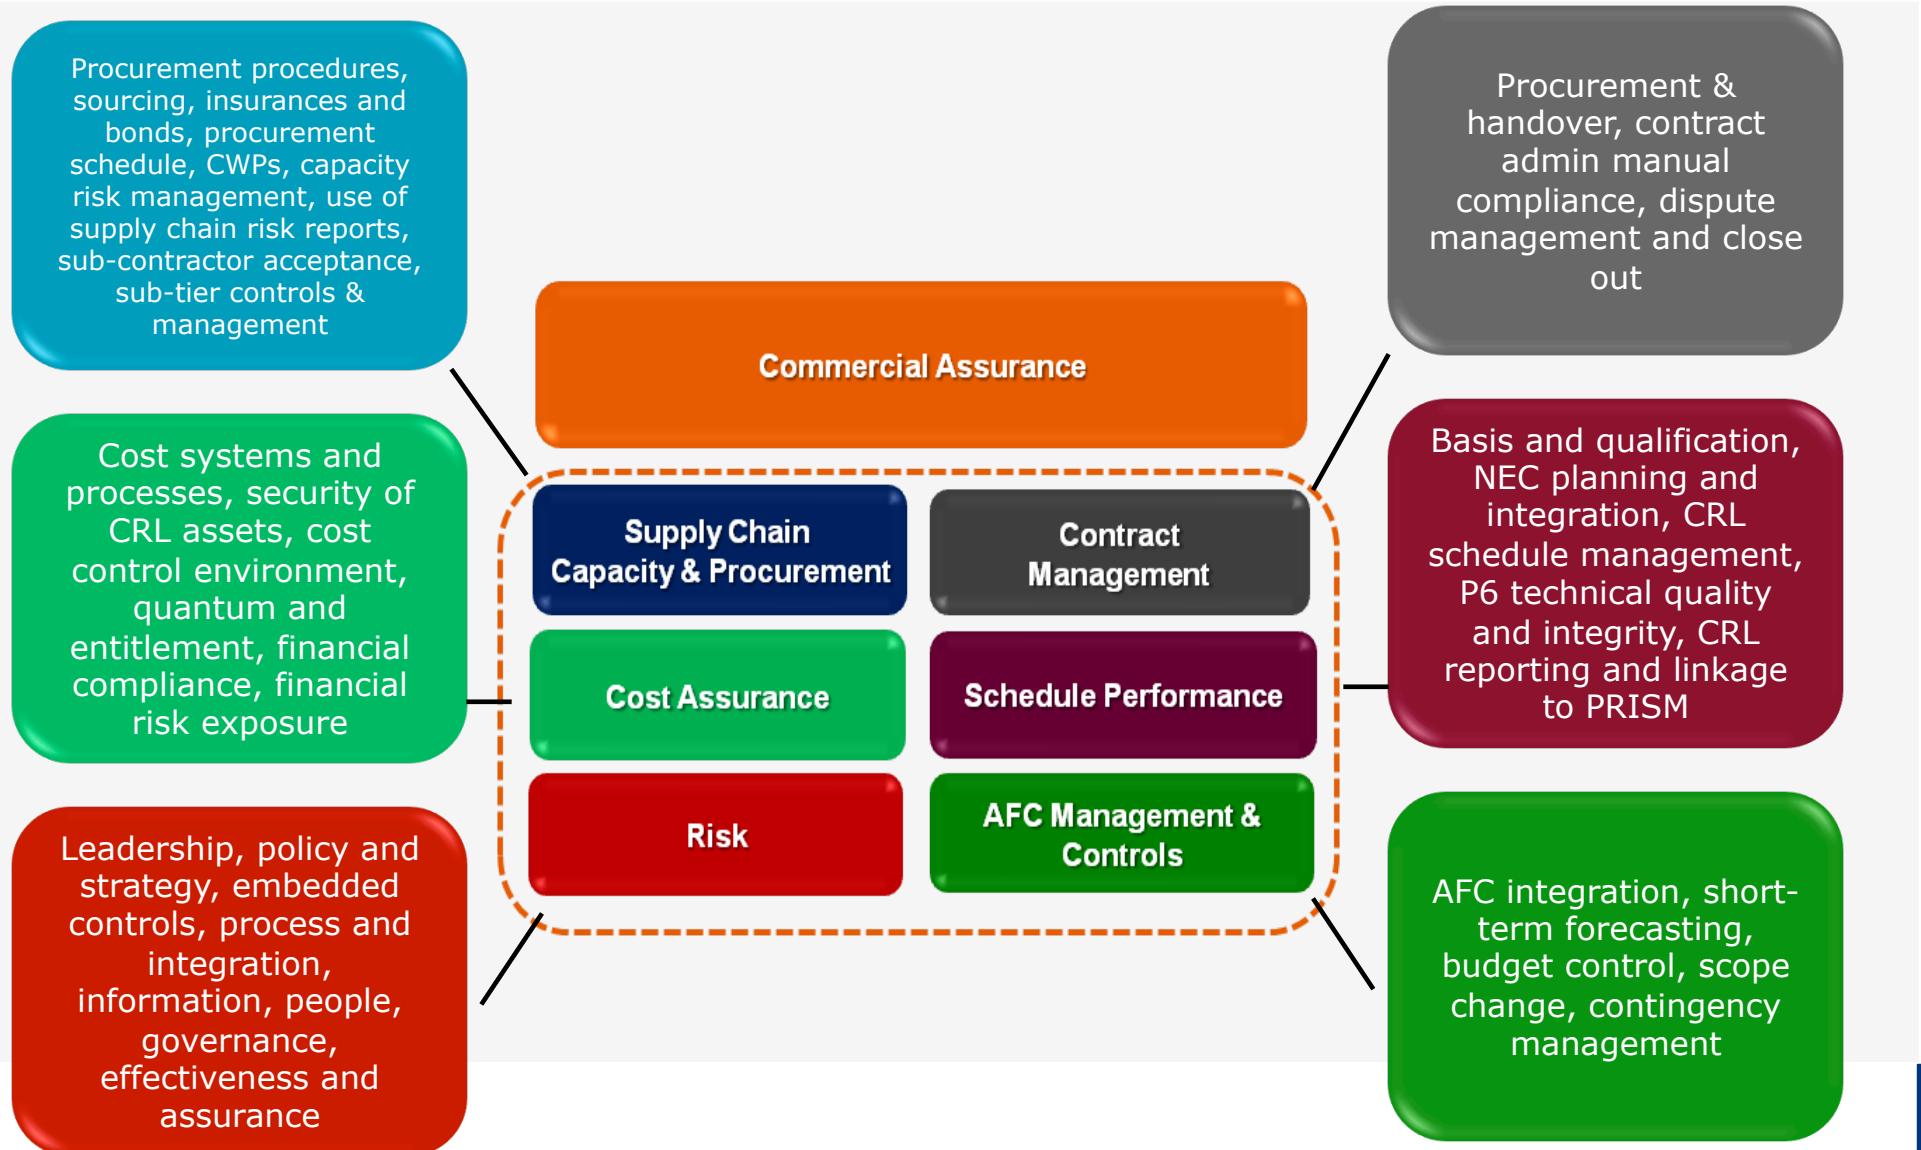 Procurement procedures,
sourcing, insurances and
bonds, procurement
schedule, CWPs, capacity
risk management, use of
supply chain risk reports,
sub-contractor acceptance,
sub-tier controls &
management
Procurement &
handover, contract
admin manual
compliance, dispute
management and close
out
Commercial Assurance
Cost systems and
processes, security of
CRL assets, cost
control environment,
quantum and
entitlement, financial
compliance, financial
risk exposure
Supply Chain
Capacity & Procurement
Contract
Management
Cost Assurance
Schedule Performance
Risk
AFC Management &
Controls
Basis and qualification,
NEC planning and
integration, CRL
schedule management,
P6 technical quality
and integrity, CRL
reporting and linkage
to PRISM
Leadership, policy and
strategy, embedded
controls, process and
integration,
information, people,
governance,
effectiveness and
assurance
AFC integration, short-
term forecasting,
budget control, scope
change, contingency
management